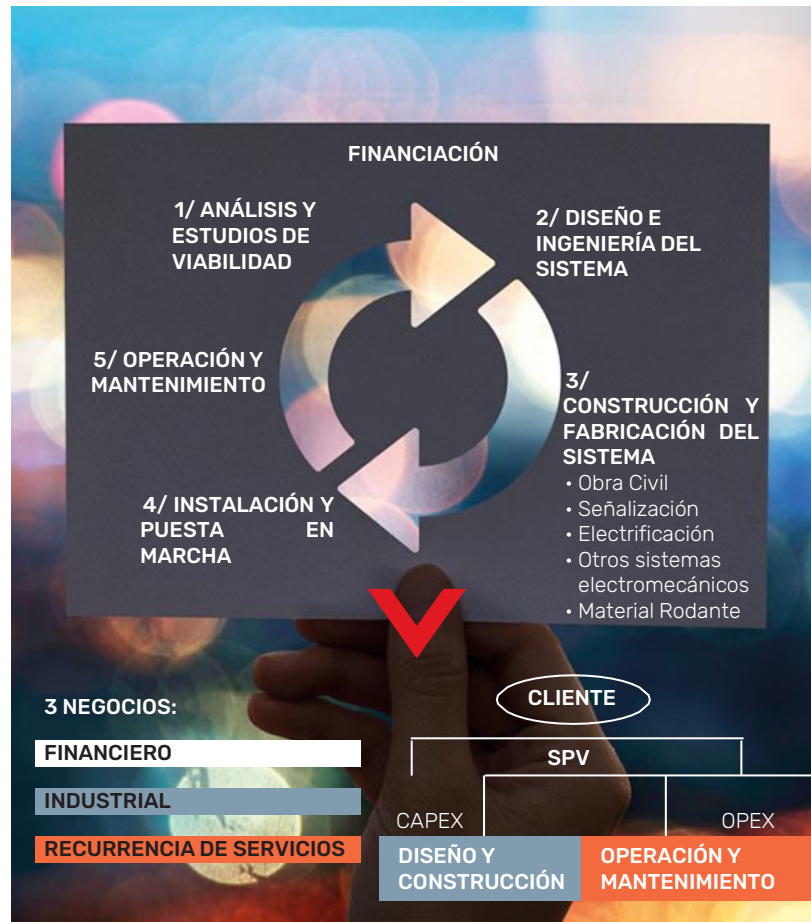 FINANCIACIÓN
1/ ANÁLISIS Y
ESTUDIOS DE
VIABILIDAD
2/ DISEÑO E
INGENIERÍA DEL
SISTEMA
3/
CONSTRUCCIÓN Y
FABRICACIÓN DEL
SISTEMA
• Obra Civil
• Señalización
• Electrificación
• Otros sistemas
electromecánicos
• Material Rodante
4/ INSTALACIÓN Y
PUESTA EN
MARCHA
5/ OPERACIÓN Y
MANTENIMIENTO
3 NEGOCIOS:
FINANCIERO
INDUSTRIAL
RECURRENCIA DE SERVICIOS
CLIENTE
SPV
CAPEX
OPEX
DISEÑO Y
CONSTRUCCIÓN
OPERACIÓN Y
MANTENIMIENTO